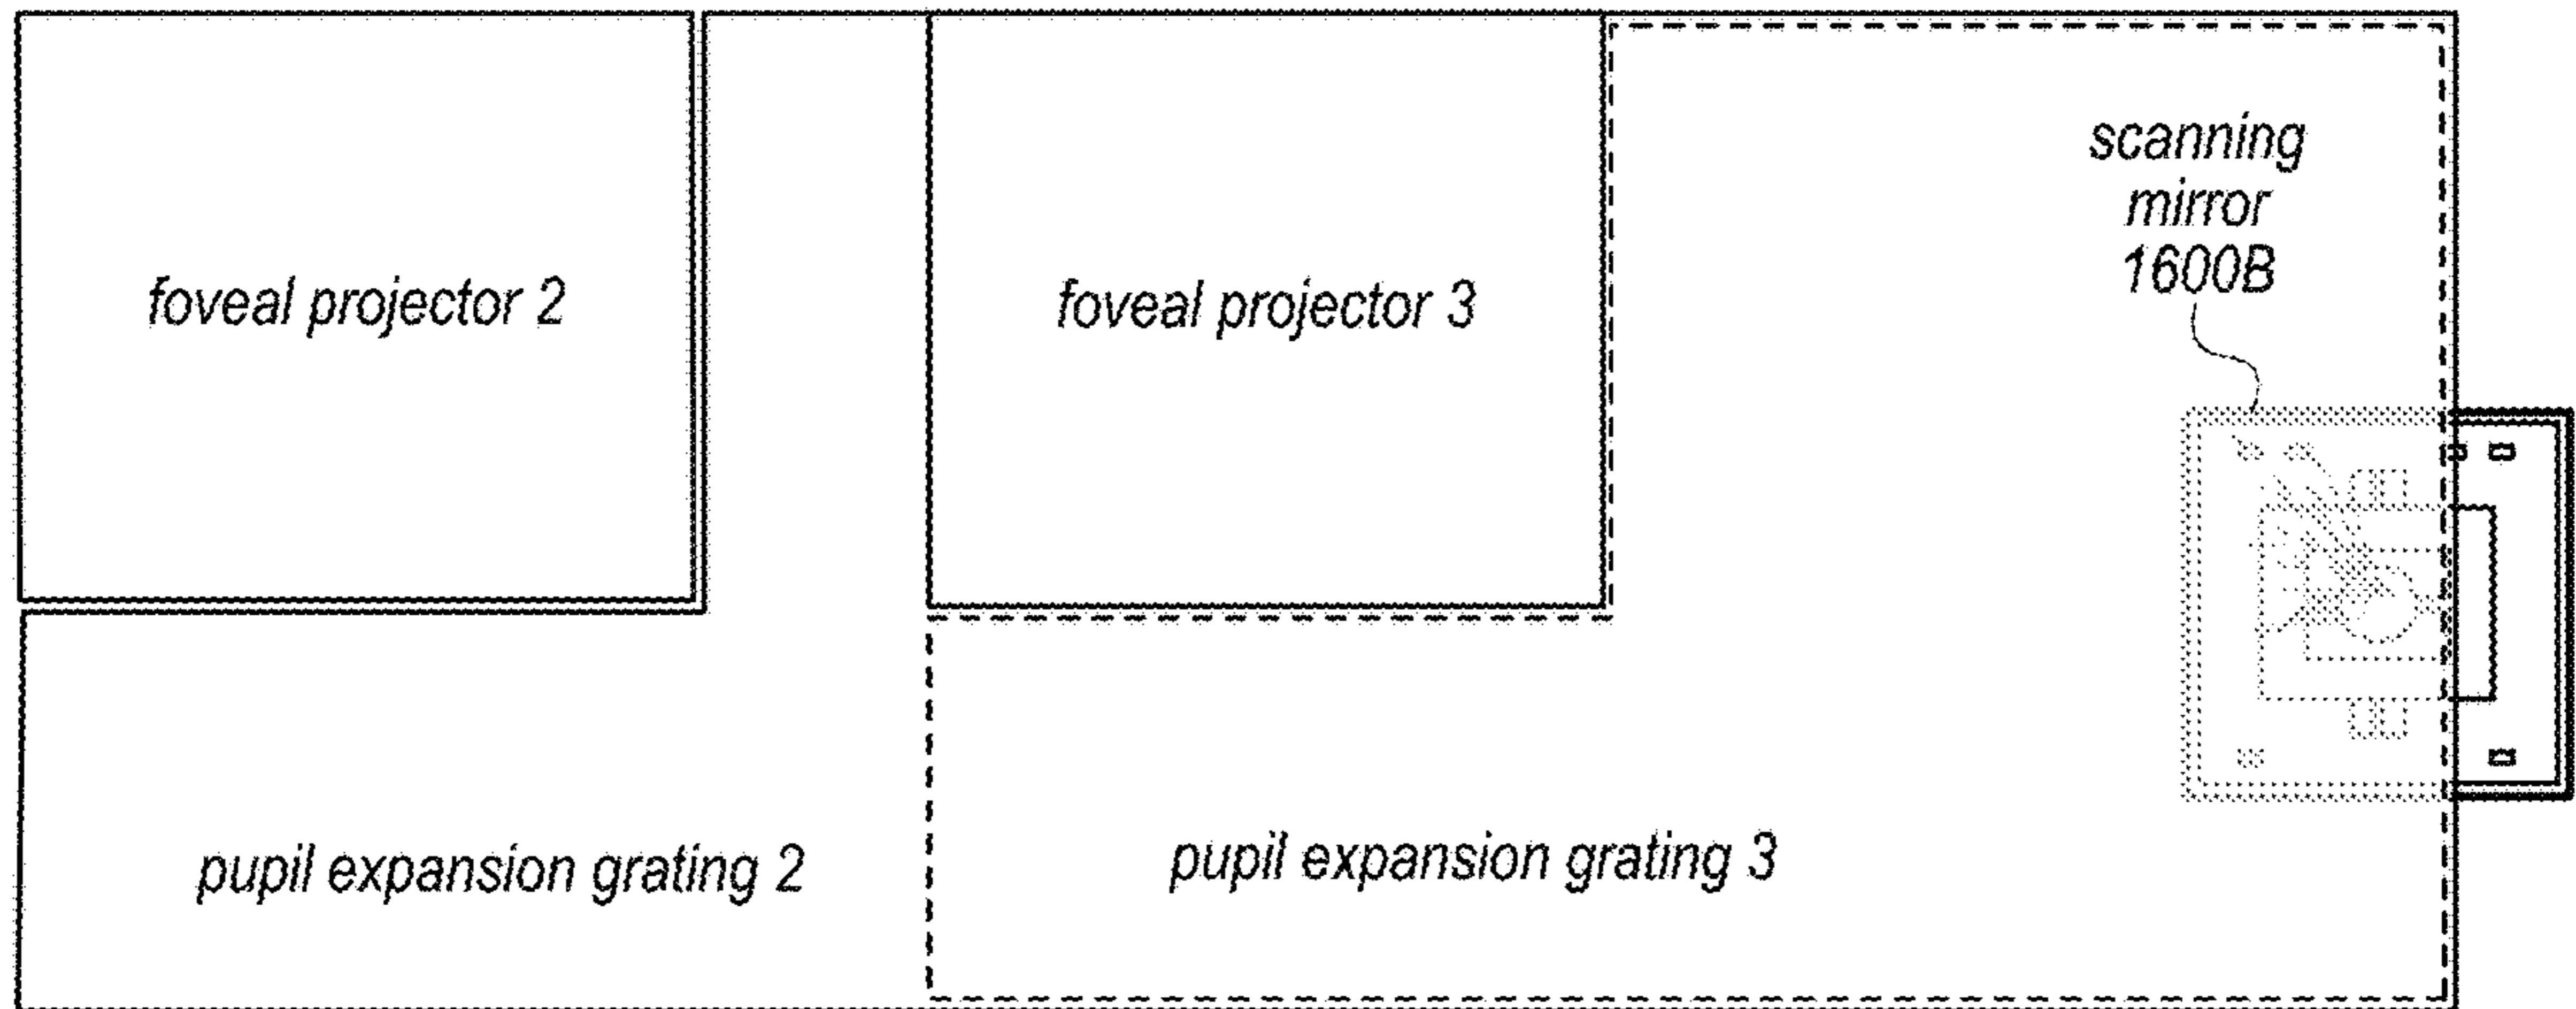 foveal projector 2
foveal projector 3
scanning
mirror
1600B
pupil expansion grating 2
pupil expansion grating 3